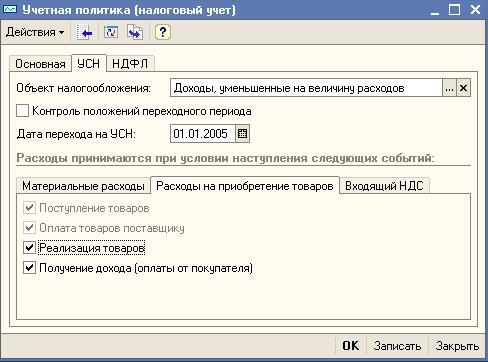 Учетная политика (налоговый учет)
Действия
Основная УСН НДФЛ
Объект налогообложения: Доходы, уменьшенные на величину расходов ... ×
Контроль положений переходного периода
Дата перехода на УСН: 01.01.2005
Расходы принимаются при условии наступления следующих событий:
Материальные расходы Расходы на приобретение товаров Входящий НДС
Поступление товаров
Оплата товаров поставщику
Реализация товаров
Получение дохода (оплаты от покупателя)
OK Записать Закрыть